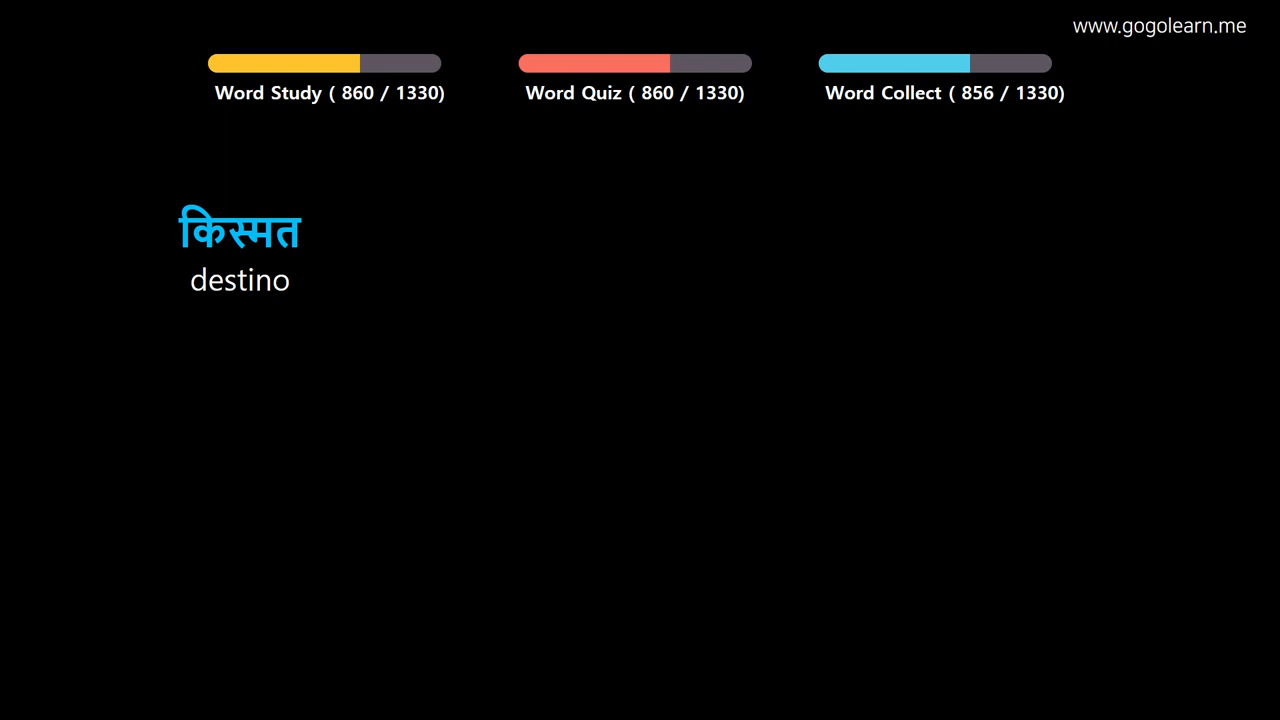 www.gogolearn.me
Word Study ( 860 / 1330)
Word Quiz ( 860 / 1330)
Word Collect ( 856 / 1330)
किस्मत
destino